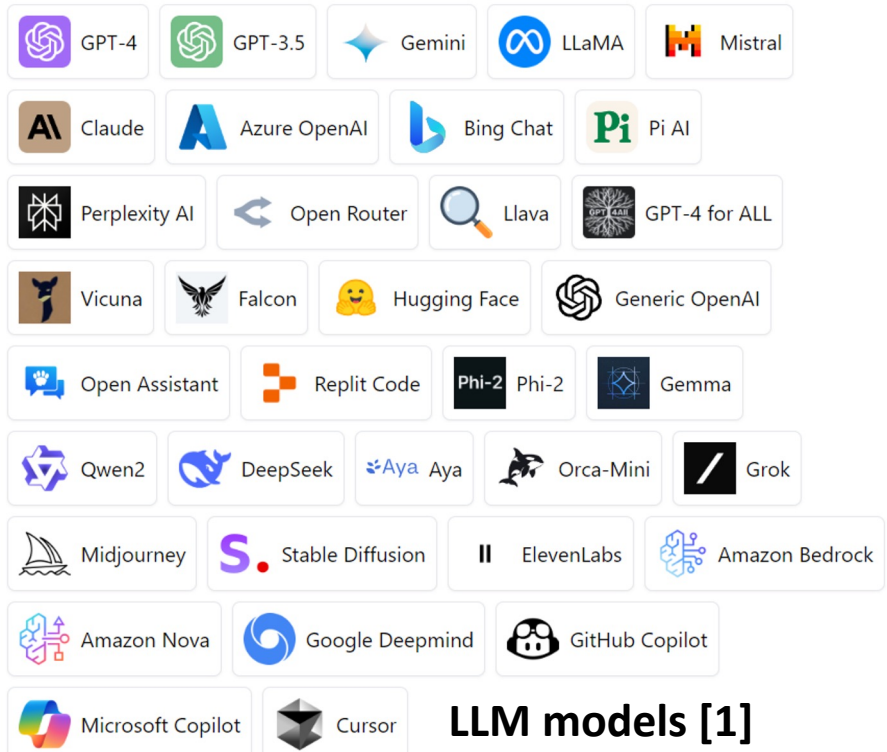 GPT-4 GPT-3.5 Gemini LLaMA Mistral
AI Claude Azure OpenAI Bing Chat Pi Pi AI
Perplexity AI Open Router Llava GPT4All GPT-4 for ALL
Vicuna Falcon Hugging Face Generic OpenAI
Open Assistant Replit Code Phi-2 Phi-2 Gemma
Qwen2 DeepSeek Aya Aya Orca-Mini Grok
Midjourney S. Stable Diffusion II ElevenLabs Amazon Bedrock
Amazon Nova Google Deepmind GitHub Copilot
Microsoft Copilot Cursor LLM models [1]